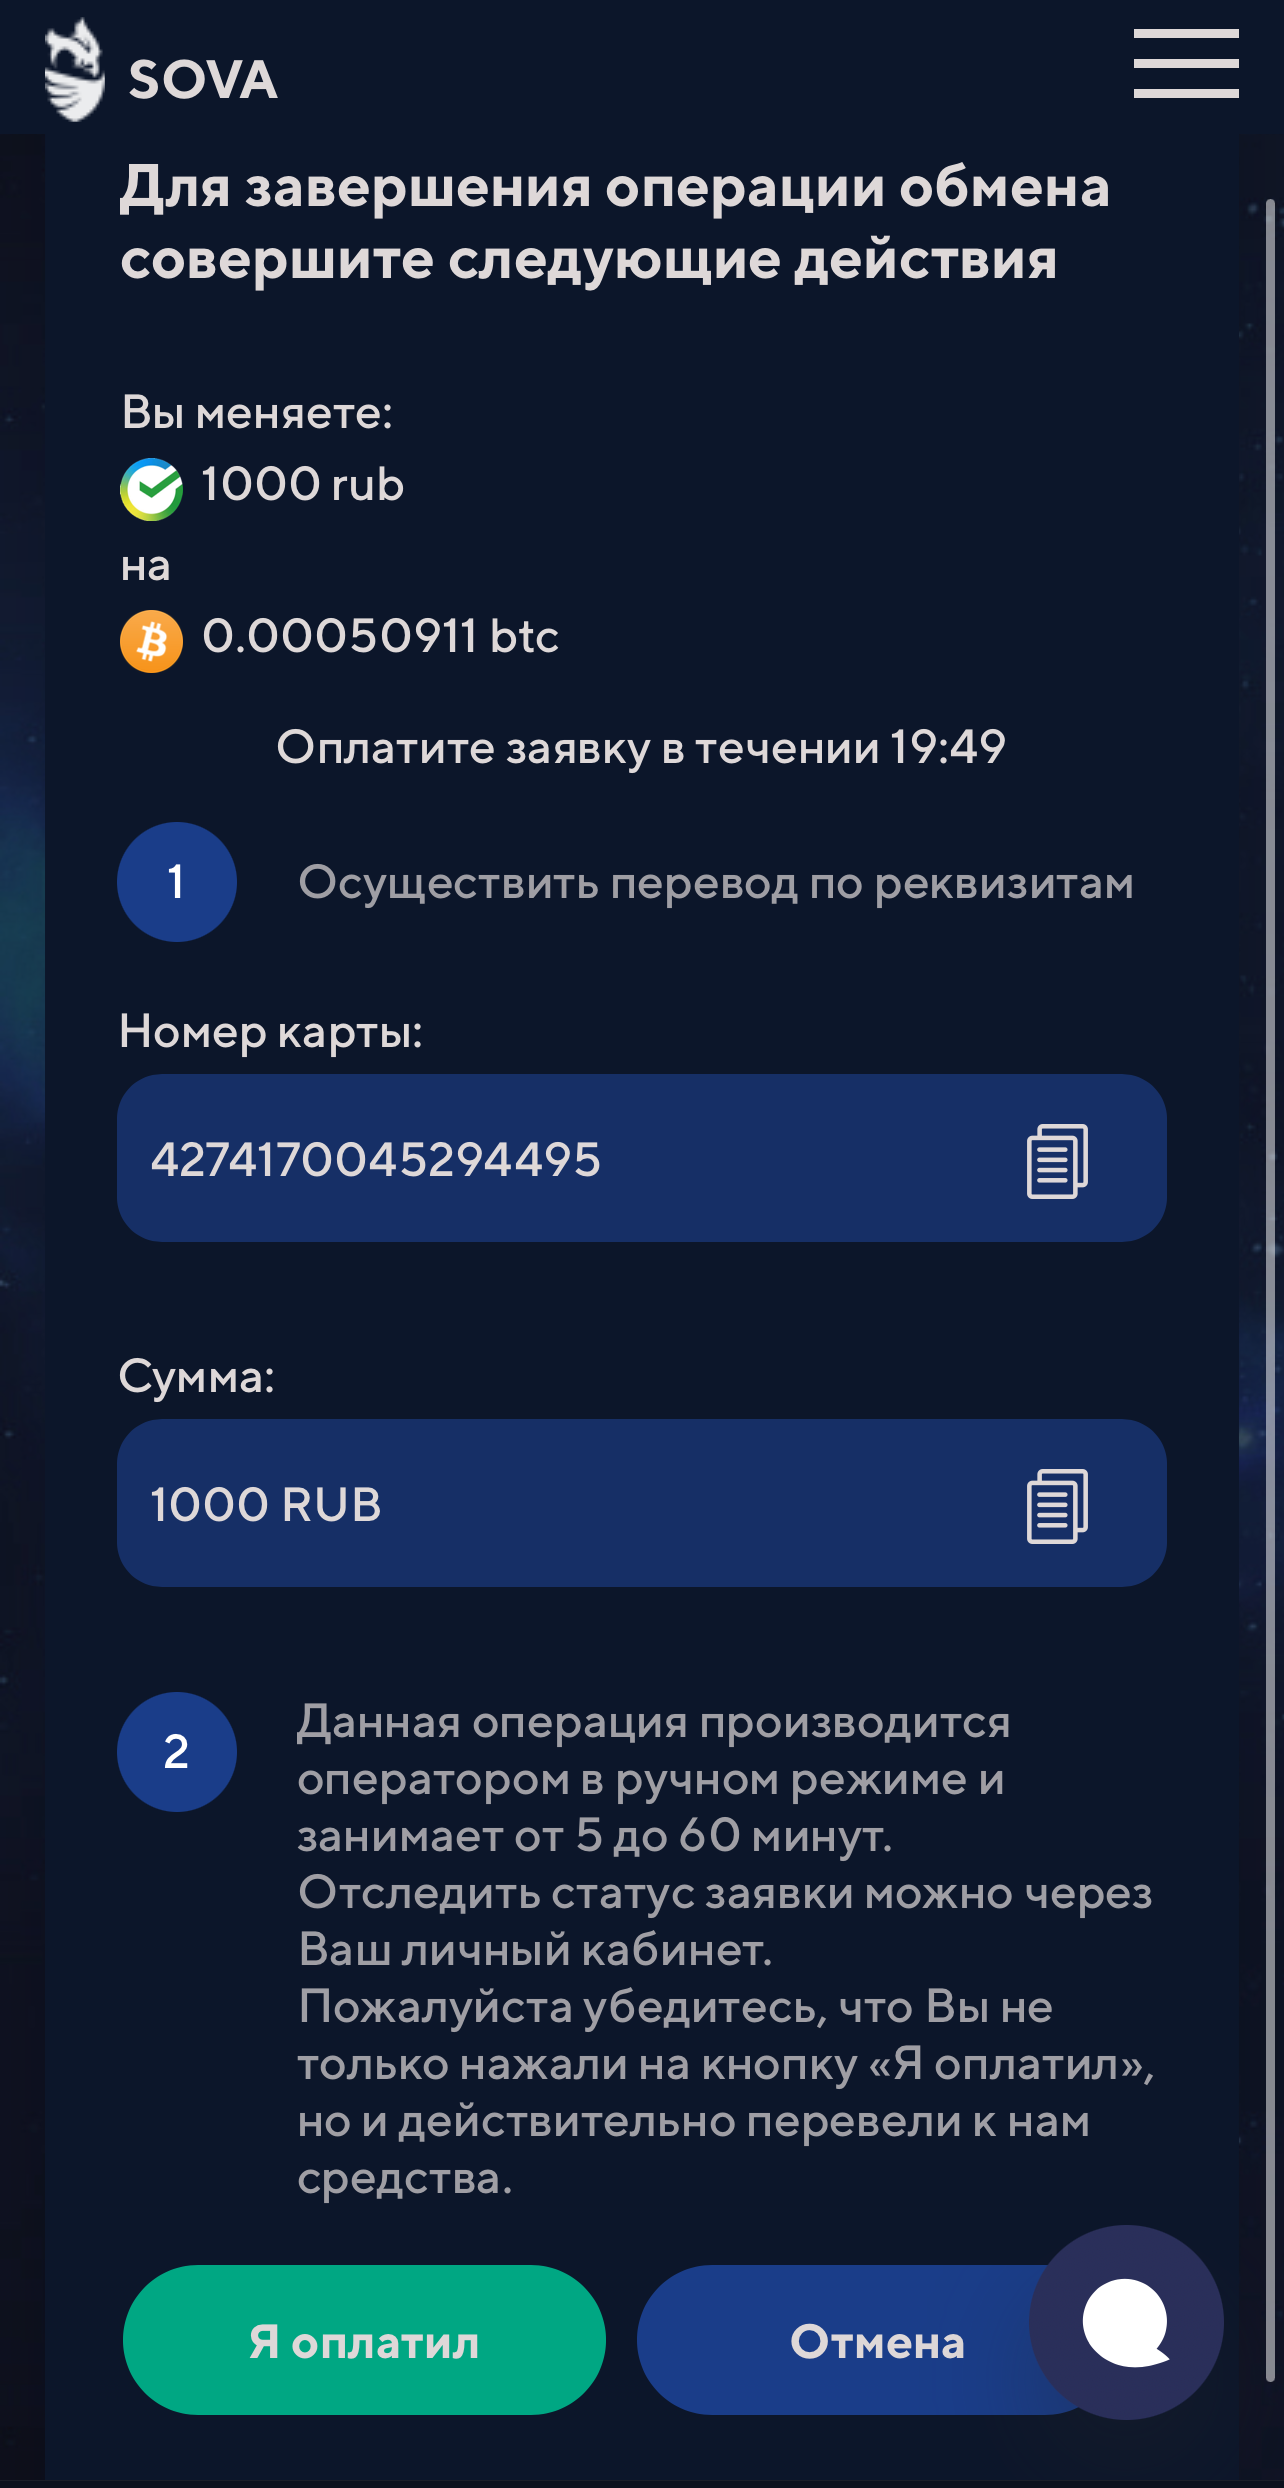 SOVA
Для завершения операции обмена
совершите следующие действия
Вы меняете:
1000 rub
на
0.00050911 btc
Оплатите заявку в течении 19:49
1
Осуществить перевод по реквизитам
Номер карты:
4274170045294495
Сумма:
1000 RUB
2
Данная операция производится
оператором в ручном режиме и
занимает от 5 до 60 минут.
Отследить статус заявки можно через
Ваш личный кабинет.
Пожалуйста убедитесь, что Вы не
только нажали на кнопку «Я оплатил»,
но и действительно перевели к нам
средства.
Я оплатил
Отмена